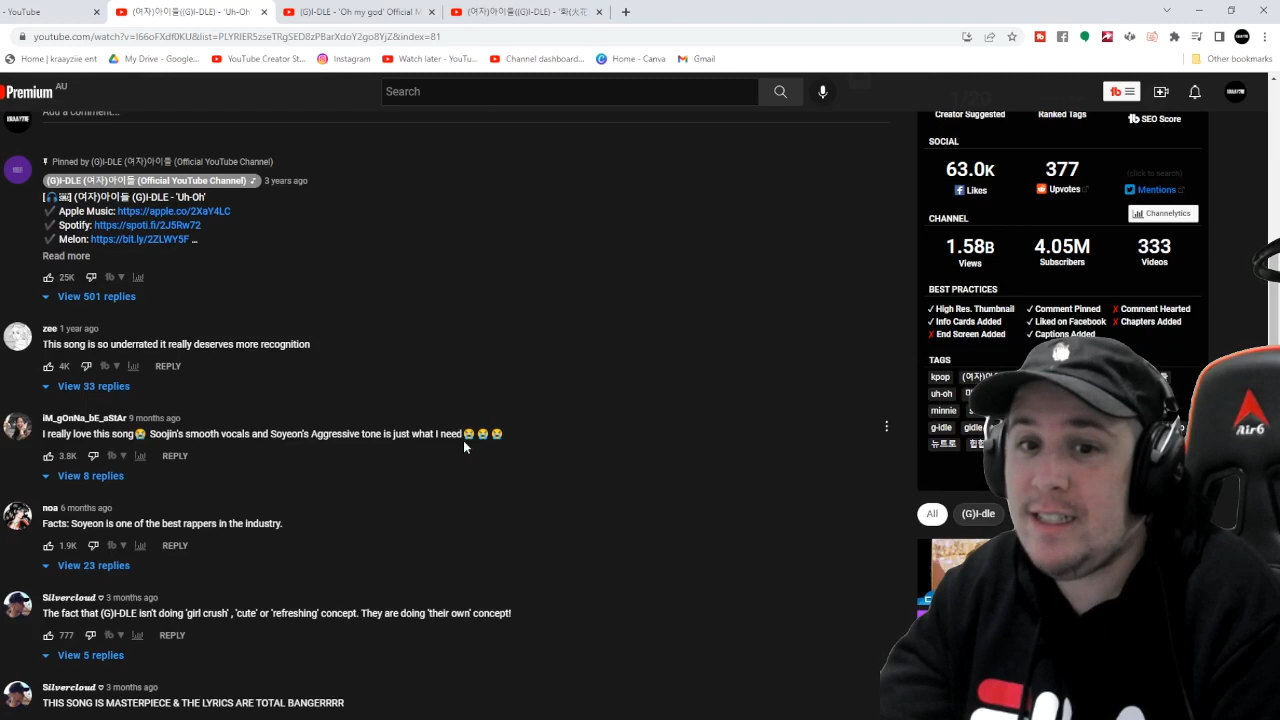 - YouTube
(여자)아이들((G)I-DLE) - 'Uh-Oh'
(G)I-DLE - 'Oh my god' Official M
(여자)아이들((G)I-DLE) - '화(火花)
youtube.com/watch?v=I66oFXdf0KU&list=PLYRIER5zseTRgSED8zPBarXdoY2go8YjZ&index=81
Home | kraayziie ent
My Drive - Google...
YouTube Creator St...
Instagram
Watch later - YouTu...
Channel dashboard...
Home - Canva
Gmail
Other bookmarks
Premium AU
Search
Add a comment...
Pinned by (G)I-DLE (여자)아이들 (Official YouTube Channel)
(G)I-DLE (여자)아이들 (Official YouTube Channel) 3 years ago
(여자)아이들 (G)I-DLE - 'Uh-Oh'
Apple Music: https://apple.co/2XaY4LC
Spotify: https://spoti.fi/2J5Rw72
Melon: https://bit.ly/2ZLWY5F ...
Read more
25K
View 501 replies
zee 1 year ago
This song is so underrated it really deserves more recognition
4K REPLY
View 33 replies
iM_gOnNa_bE_aStAr 9 months ago
I really love this song😭 Soojin's smooth vocals and Soyeon's Aggressive tone is just what I need😭😭😭
3.8K REPLY
View 8 replies
noa 6 months ago
Facts: Soyeon is one of the best rappers in the industry.
1.9K REPLY
View 23 replies
Silvercloud ♡ 3 months ago
The fact that (G)I-DLE isn't doing 'girl crush' , 'cute' or 'refreshing' concept. They are doing 'their own' concept!
777 REPLY
View 5 replies
Silvercloud ♡ 3 months ago
THIS SONG IS MASTERPIECE & THE LYRICS ARE TOTAL BANGERRRR
1/20
Creator Suggested Ranked Tags SEO Score
SOCIAL
63.0K 377 (click to search)
Likes Upvotes Mentions
CHANNEL Channelytics
1.58B 4.05M 333
Views Subscribers Videos
BEST PRACTICES
✓ High Res. Thumbnail ✓ Comment Pinned ✗ Comment Hearted
✓ Info Cards Added ✓ Liked on Facebook ✗ Chapters Added
✗ End Screen Added ✓ Captions Added
TAGS
kpop
uh-oh
minnie
g-idle gidle
뉴트로
All (G)I-dle
Air6